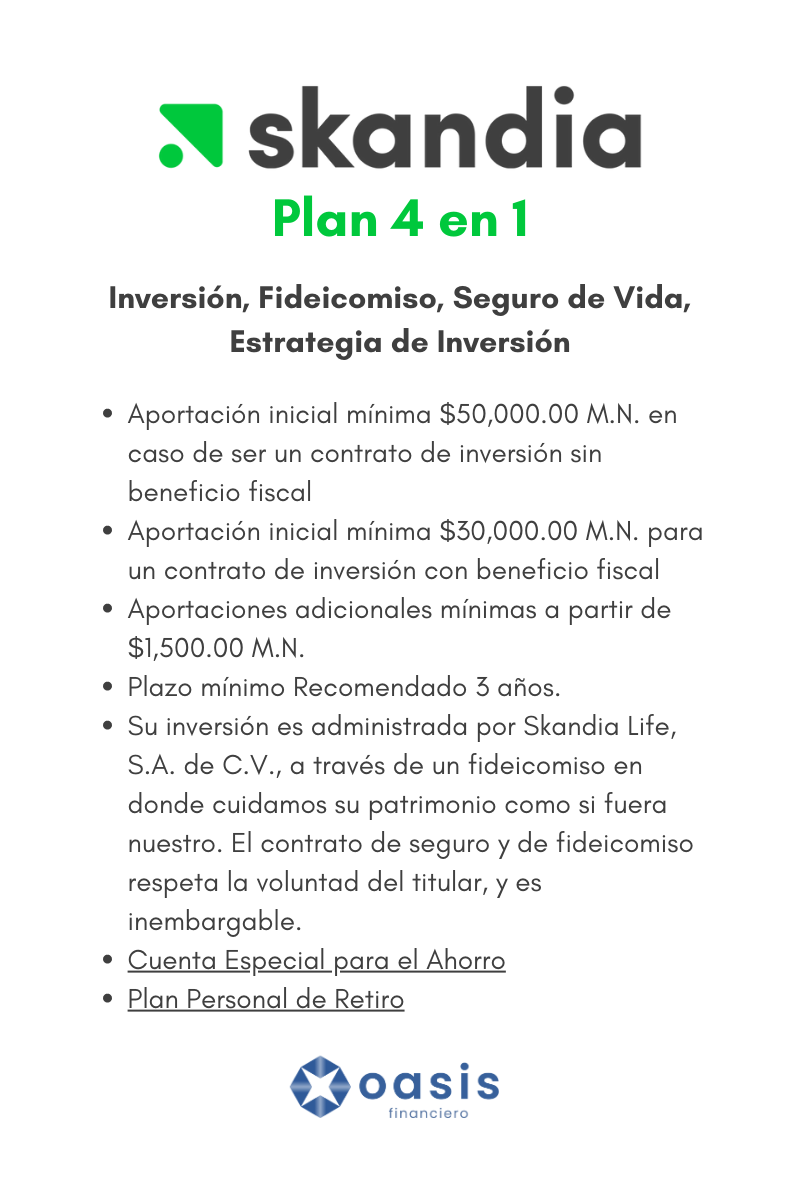 skandia
Plan 4 en 1
Inversión, Fideicomiso, Seguro de Vida,
Estrategia de Inversión
• Aportación inicial mínima $50,000.00 M.N. en
caso de ser un contrato de inversión sin
beneficio fiscal
• Aportación inicial mínima $30,000.00 M.N. para
un contrato de inversión con beneficio fiscal
• Aportaciones adicionales mínimas a partir de
$1,500.00 M.N.
• Plazo mínimo Recomendado 3 años.
• Su inversión es administrada por Skandia Life,
S.A. de C.V., a través de un fideicomiso en
donde cuidamos su patrimonio como si fuera
nuestro. El contrato de seguro y de fideicomiso
respeta la voluntad del titular, y es
inembargable.
• Cuenta Especial para el Ahorro
• Plan Personal de Retiro
oasis
financiero